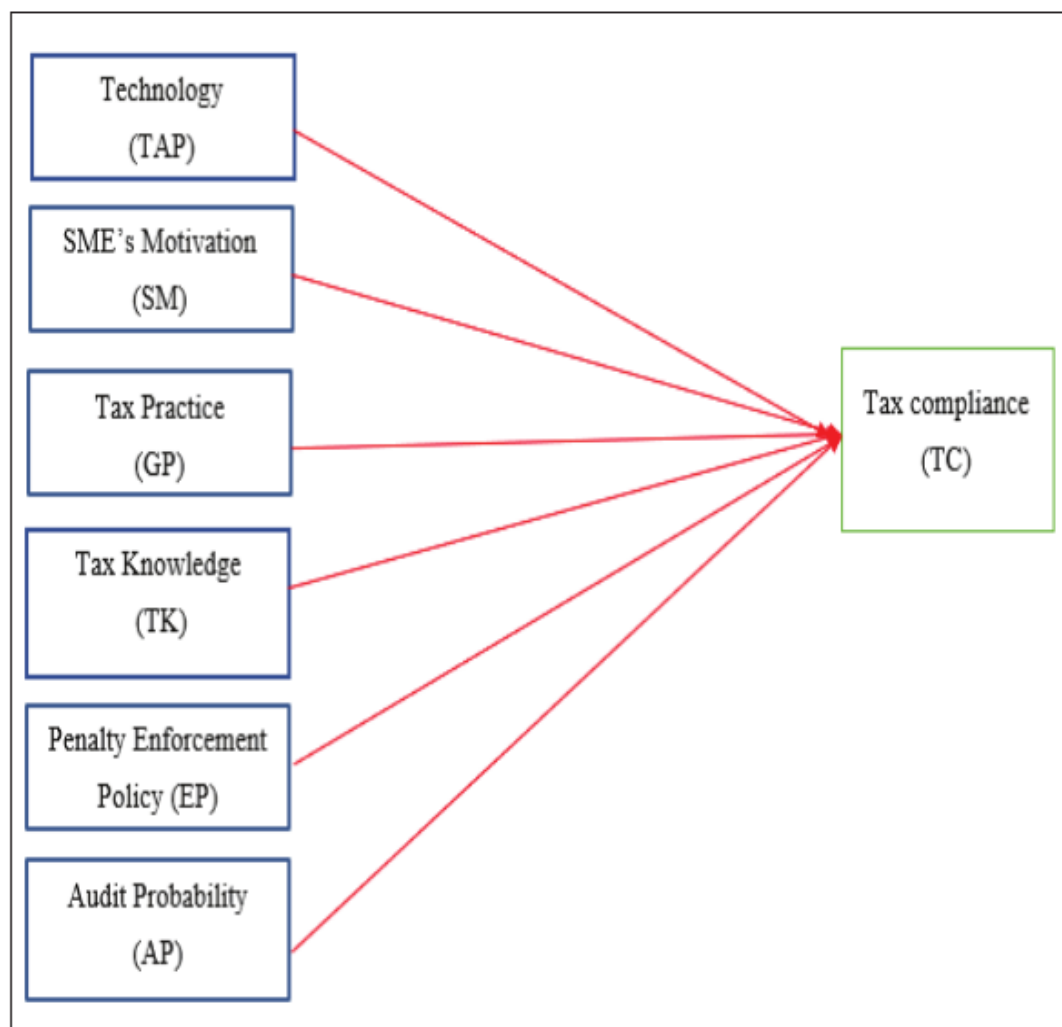 Technology
(TAP)
SME's Motivation
(SM)
Tax Practice
(GP)
Tax Knowledge
(TK)
Penalty Enforcement
Policy (EP)
Audit Probability
(AP)
Tax compliance
(TC)